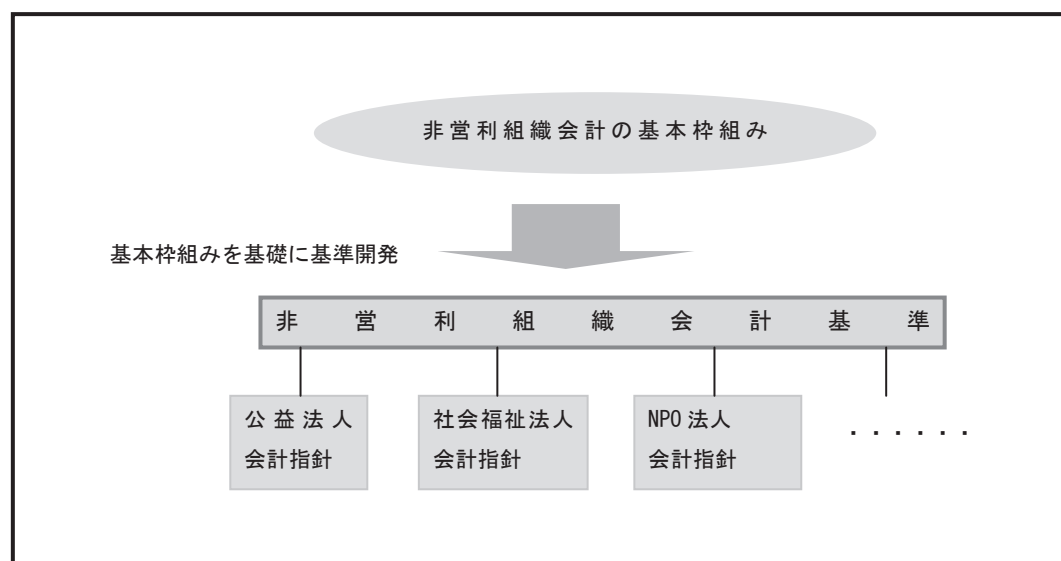 非営利組織会計の基本枠組み
基本枠組みを基礎に基準開発
非営利組織会計基準
公益法人
会計指針
社会福祉法人
会計指針
NPO法人
会計指針
・・・・・・